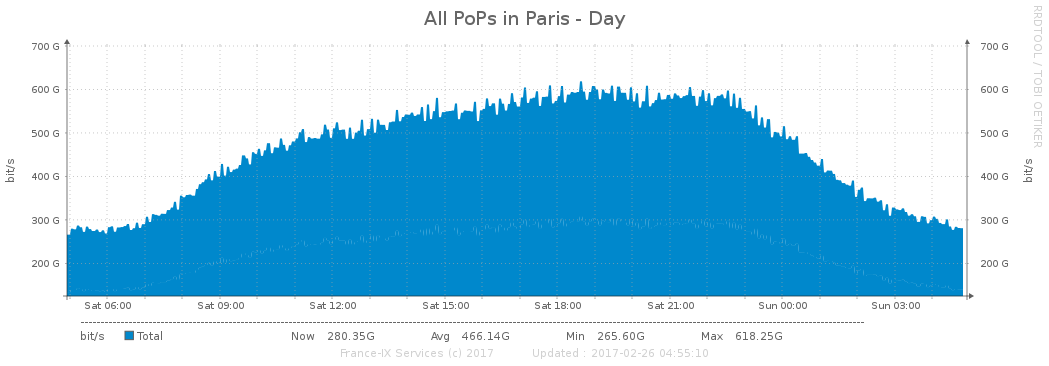 All PoPs in Paris - Day
RRDTOOL / TOBI OETIKER
700 G 700 G
600 G 600 G
500 G 500 G
400 G 400 G
300 G 300 G
200 G 200 G
bit/s bit/s
Sat 06:00 Sat 09:00 Sat 12:00 Sat 15:00 Sat 18:00 Sat 21:00 Sun 00:00 Sun 03:00
bit/s Total Now 280.35G Avg 466.14G Min 265.60G Max 618.25G
France-IX Services (c) 2017 Updated : 2017-02-26 04:55:10